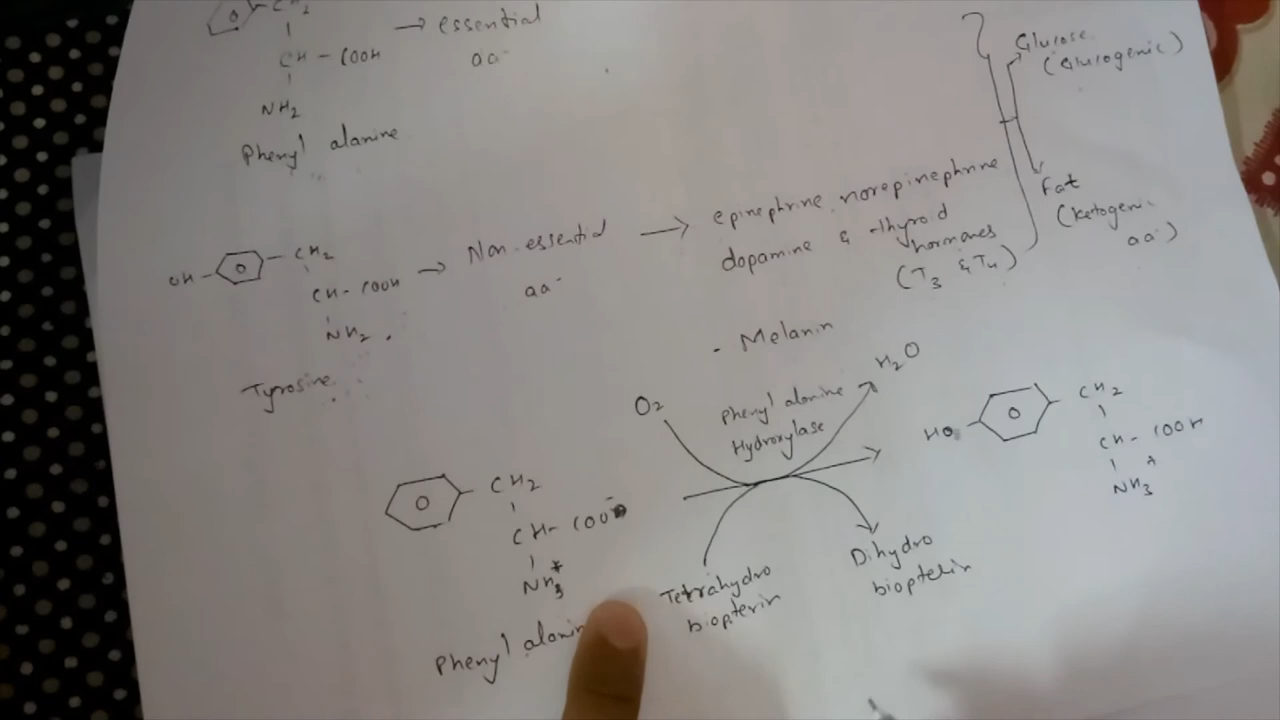 CH2
CH - COOH
NH2
Phenyl alanine
→ essential
aa-
Glucose
(Glucogenic)
Fat
(Ketogenic
aa-)
OH
CH2
CH- COOH
NH2.
Tyrosine.
→ Non-essential
aa-
→ epinephrine norepinephrine
dopamine & thyroid
hormones
(T3 & T4)
- Melanin
O2
Phenyl alanine
Hydroxylase
H2O
CH2
CH- COO-
NH3+
Phenyl alanin
Tetrahydro
biopterin
Dihydro
biopterin
HO
CH2
CH- COOH
NH3